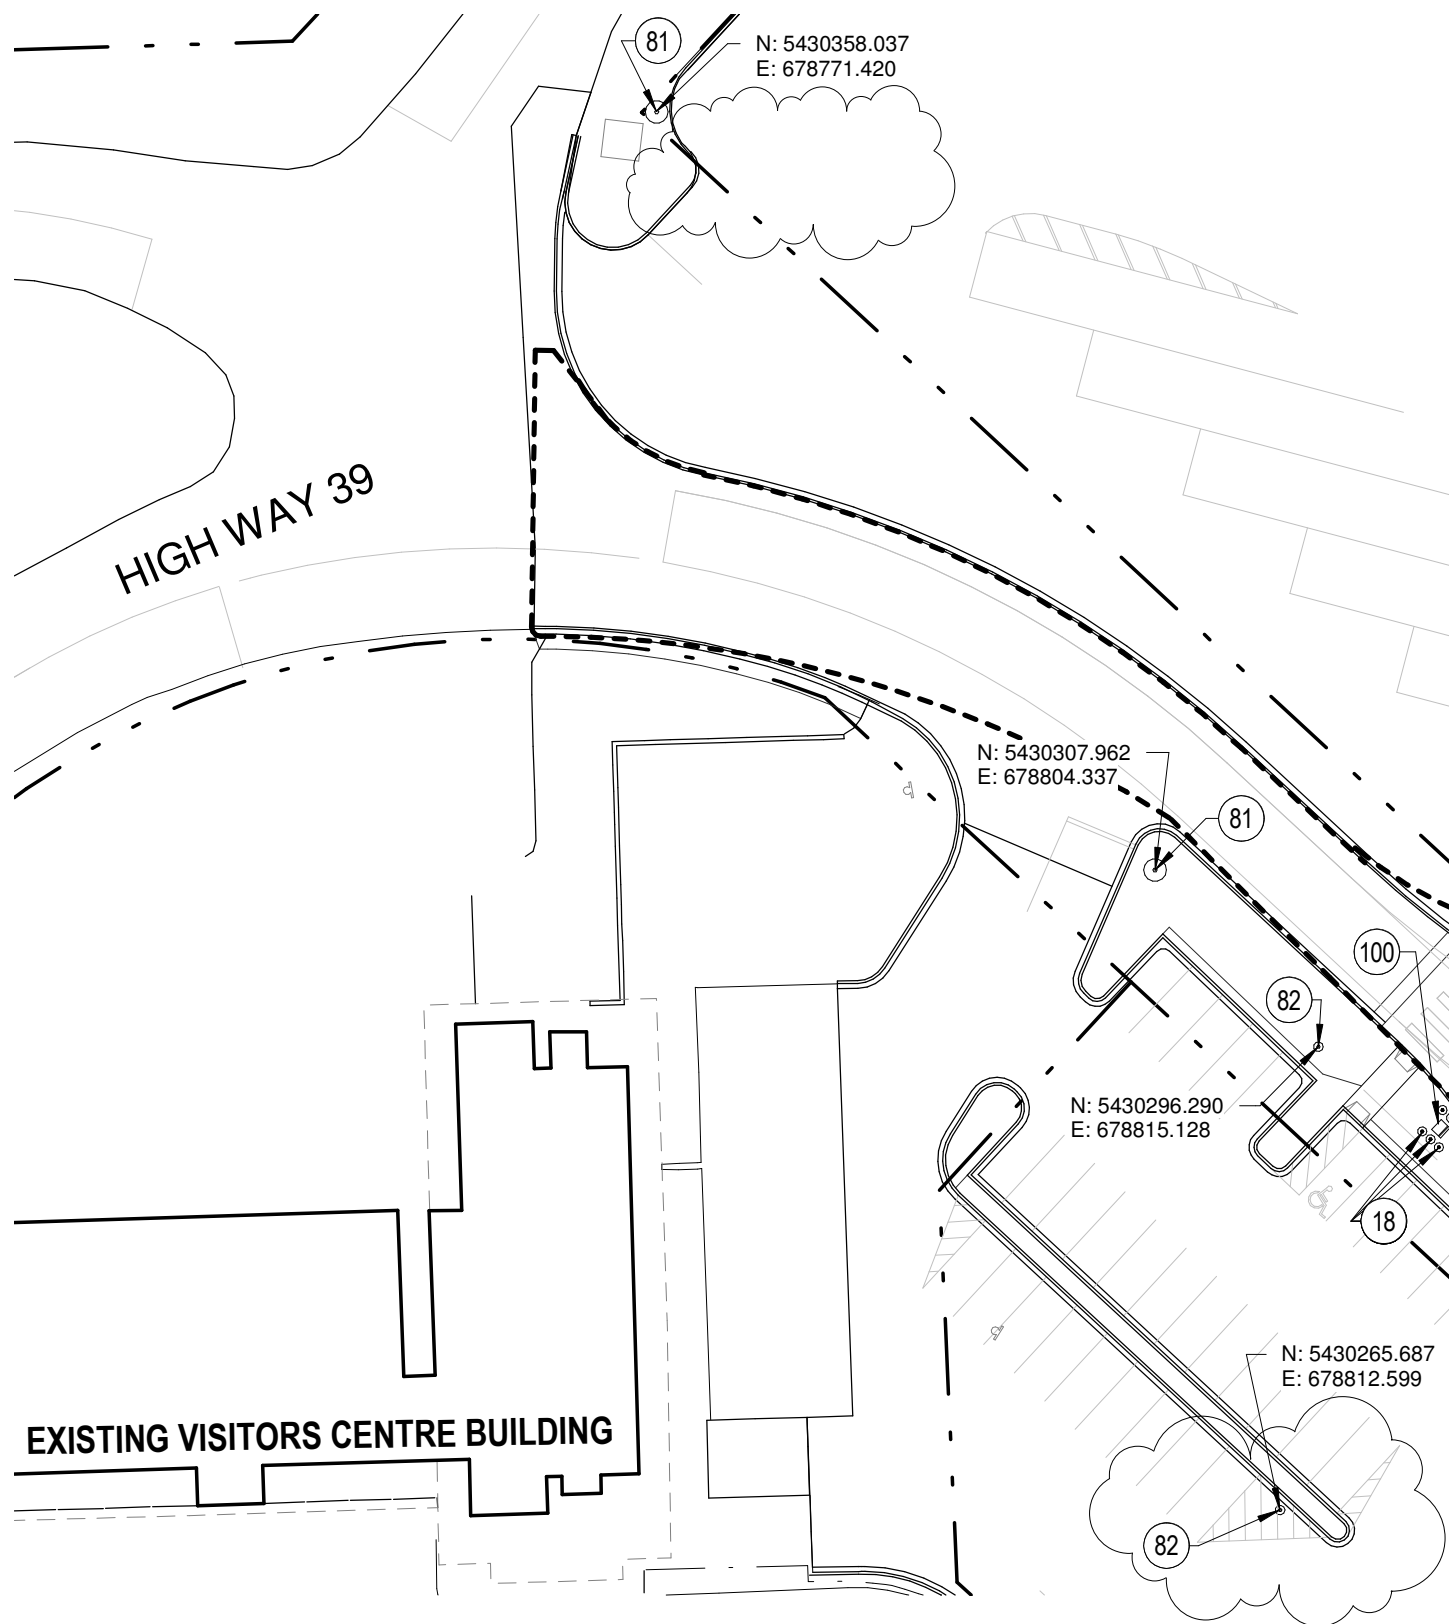 81
N: 5430358.037
E: 678771.420
HIGH WAY 39
N: 5430307.962
E: 678804.337
81
100
82
N: 5430296.290
E: 678815.128
18
N: 5430265.687
E: 678812.599
EXISTING VISITORS CENTRE BUILDING
82